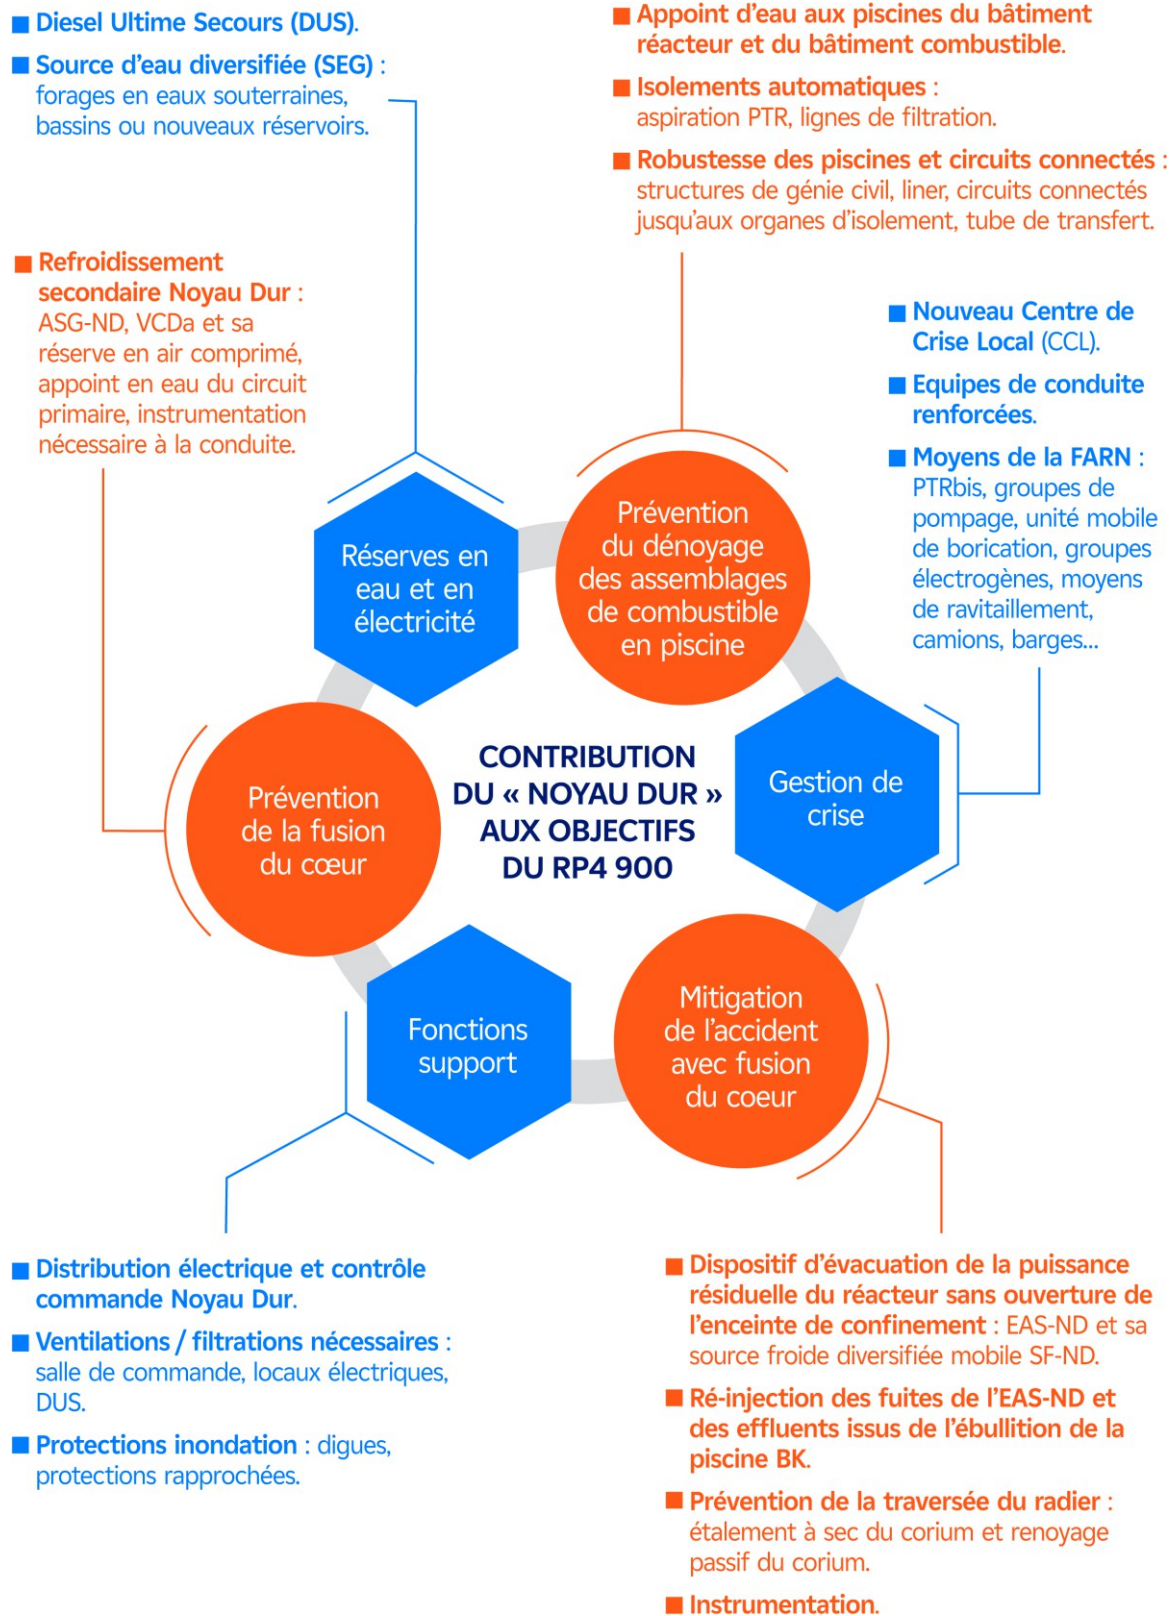 ■ Diesel Ultime Secours (DUS).
■ Source d’eau diversifiée (SEG) :
forages en eaux souterraines,
bassins ou nouveaux réservoirs.
■ Appoint d’eau aux piscines du bâtiment
réacteur et du bâtiment combustible.
■ Isolements automatiques :
aspiration PTR, lignes de filtration.
■ Robustesse des piscines et circuits connectés :
structures de génie civil, liner, circuits connectés
jusqu’aux organes d’isolement, tube de transfert.
■ Refroidissement
secondaire Noyau Dur :
ASG-ND, VCDa et sa
réserve en air comprimé,
appoint en eau du circuit
primaire, instrumentation
nécessaire à la conduite.
■ Nouveau Centre de
Crise Local (CCL).
■ Equipes de conduite
renforcées.
■ Moyens de la FARN :
PTRbis, groupes de
pompage, unité mobile
de borication, groupes
électrogènes, moyens
de ravitaillement,
camions, barges...
Réserves en
eau et en
électricité
Prévention
du dénoyage
des assemblages
de combustible
en piscine
Prévention
de la fusion
du cœur
CONTRIBUTION
DU « NOYAU DUR »
AUX OBJECTIFS
DU RP4 900
Gestion de
crise
Fonctions
support
Mitigation
de l’accident
avec fusion
du coeur
■ Distribution électrique et contrôle
commande Noyau Dur.
■ Ventilations / filtrations nécessaires :
salle de commande, locaux électriques,
DUS.
■ Protections inondation : digues,
protections rapprochées.
■ Dispositif d’évacuation de la puissance
résiduelle du réacteur sans ouverture de
l’enceinte de confinement : EAS-ND et sa
source froide diversifiée mobile SF-ND.
■ Ré-injection des fuites de l’EAS-ND et
des effluents issus de l’ébullition de la
piscine BK.
■ Prévention de la traversée du radier :
étalement à sec du corium et renoyage
passif du corium.
■ Instrumentation.